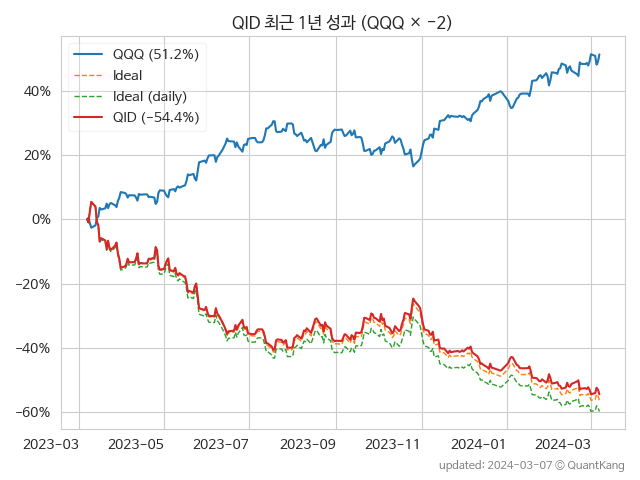 QID 최근 1년 성과 (QQQ × −2)
QQQ (51.2%)
Ideal
Ideal (daily)
QID (−54.4%)
40%
20%
0%
−20%
−40%
−60%
2023−03 2023−05 2023−07 2023−09 2023−11 2024−01 2024−03
updated: 2024-03-07 © QuantKang